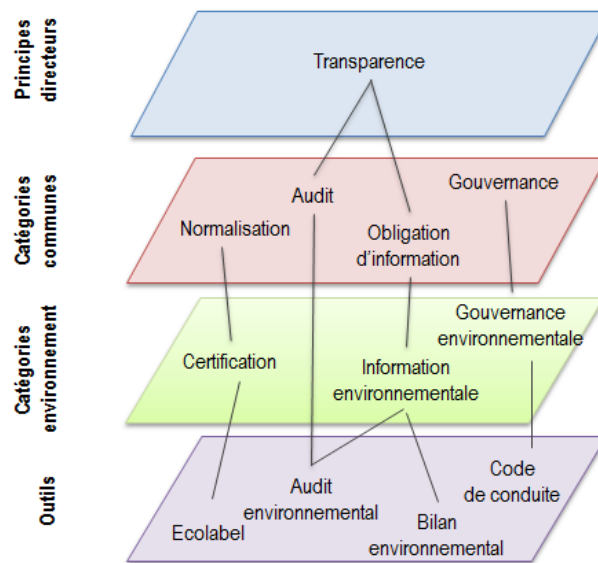 Principes
directeurs
Transparence
Catégories
communes
Audit
Gouvernance
Normalisation
Obligation
d'information
Catégories
environnement
Gouvernance
environnementale
Certification
Information
environnementale
Outils
Audit
environnemental
Code
de conduite
Ecolabel
Bilan
environnemental